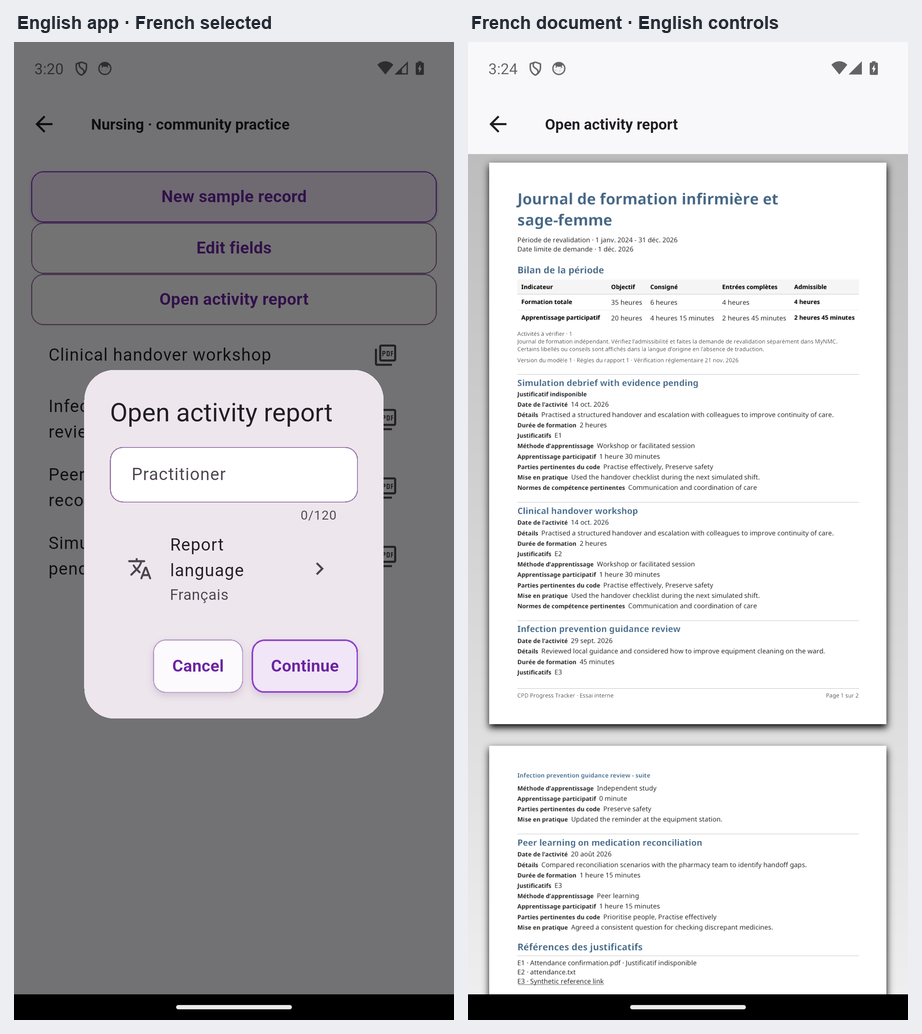 English app · French selected
3:20
Nursing · community practice
New sample record
Edit fields
Open activity report
Clinical handover workshop
PDF
Infec
revie
Peer
reco
Simu
pend
Open activity report
Practitioner
0/120
Report
language
Français
Cancel
Continue
French document · English controls
3:24
Open activity report
Journal de formation infirmière et
sage-femme
Période de revalidation · 1 janv. 2024 - 31 déc. 2026
Date limite de demande · 1 déc. 2026
Bilan de la période
Indicateur Objectif Consigné Entrées complètes Admissible
Formation totale 35 heures 6 heures 4 heures 4 heures
Apprentissage participatif 20 heures 4 heures 15 minutes 2 heures 45 minutes 2 heures 45 minutes
Activités à vérifier · 1
Journal de formation indépendant. Vérifiez l'admissibilité et faites la demande de revalidation séparément dans MyNMC.
Certains libellés ou conseils sont affichés dans la langue d'origine en l'absence de traduction.
Version du modèle 1 · Règles du rapport 1 · Vérification réglementaire 21 nov. 2026
Simulation debrief with evidence pending
Justificatif indisponible
Date de l'activité 14 oct. 2026
Détails Practised a structured handover and escalation with colleagues to improve continuity of care.
Durée de formation 2 heures
Justificatifs E1
Méthode d'apprentissage Workshop or facilitated session
Apprentissage participatif 1 heure 30 minutes
Parties pertinentes du code Practise effectively, Preserve safety
Mise en pratique Used the handover checklist during the next simulated shift.
Normes de compétence pertinentes Communication and coordination of care
Clinical handover workshop
Date de l'activité 14 oct. 2026
Détails Practised a structured handover and escalation with colleagues to improve continuity of care.
Durée de formation 2 heures
Justificatifs E2
Méthode d'apprentissage Workshop or facilitated session
Apprentissage participatif 1 heure 30 minutes
Parties pertinentes du code Practise effectively, Preserve safety
Mise en pratique Used the handover checklist during the next simulated shift.
Normes de compétence pertinentes Communication and coordination of care
Infection prevention guidance review
Date de l'activité 29 sept. 2026
Détails Reviewed local guidance and considered how to improve equipment cleaning on the ward.
Durée de formation 45 minutes
Justificatifs E3
CPD Progress Tracker · Essai interne Page 1 sur 2
Infection prevention guidance review - suite
Méthode d'apprentissage Independent study
Apprentissage participatif 0 minute
Parties pertinentes du code Preserve safety
Mise en pratique Updated the reminder at the equipment station.
Peer learning on medication reconciliation
Date de l'activité 20 août 2026
Détails Compared reconciliation scenarios with the pharmacy team to identify handoff gaps.
Durée de formation 1 heure 15 minutes
Justificatifs E3
Méthode d'apprentissage Peer learning
Apprentissage participatif 1 heure 15 minutes
Parties pertinentes du code Prioritise people, Practise effectively
Mise en pratique Agreed a consistent question for checking discrepant medicines.
Références des justificatifs
E1 · Attendance confirmation.pdf · Justificatif indisponible
E2 · attendance.txt
E3 · Synthetic reference link